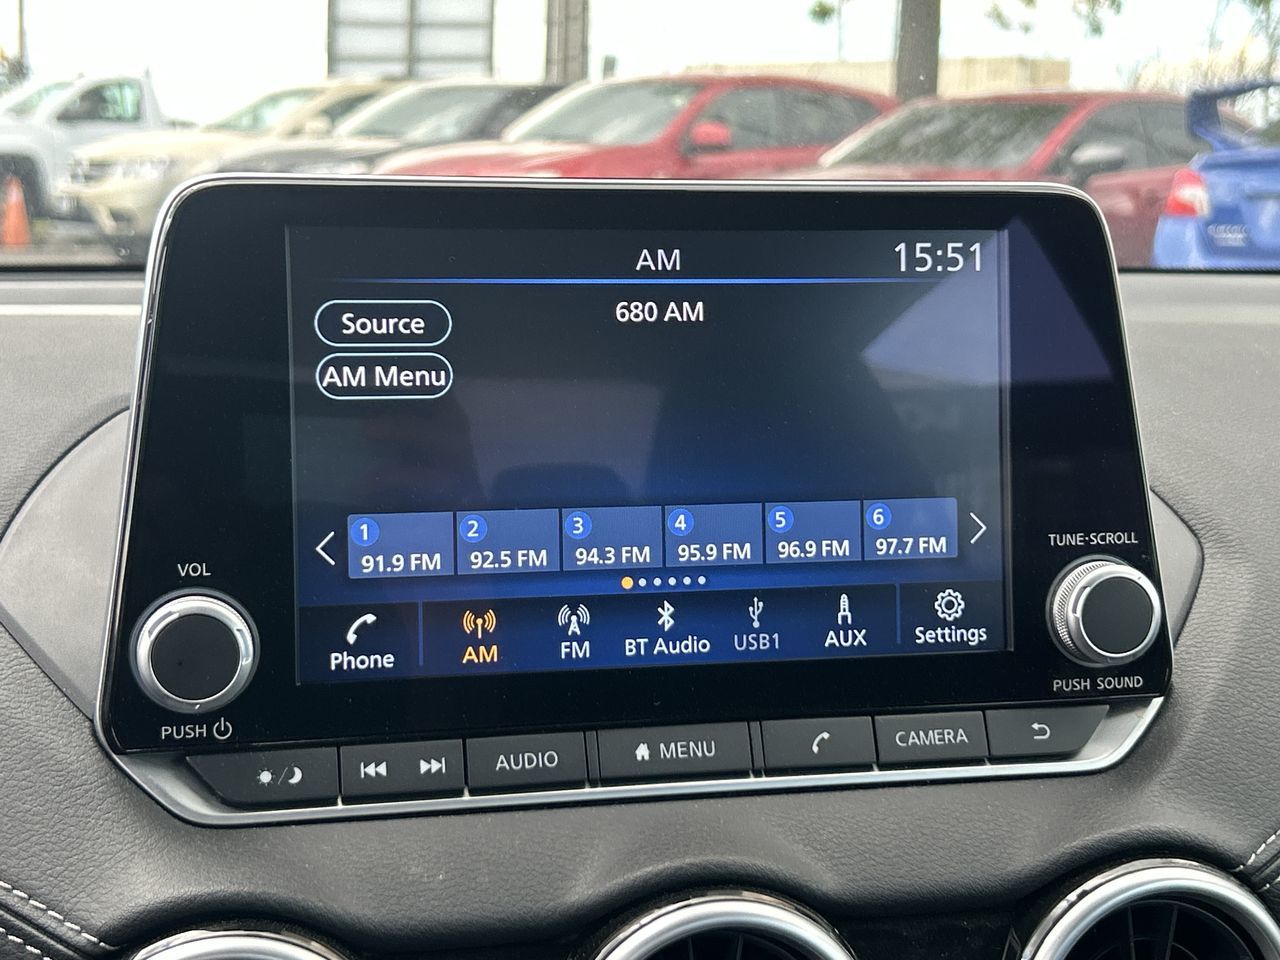 AM
15:51
680 AM
Source
AM Menu
1 2 3 4 5 6
91.9 FM 92.5 FM 94.3 FM 95.9 FM 96.9 FM 97.7 FM
Phone AM FM BT Audio USB1 AUX Settings
VOL
PUSH
TUNE·SCROLL
PUSH SOUND
AUDIO MENU CAMERA